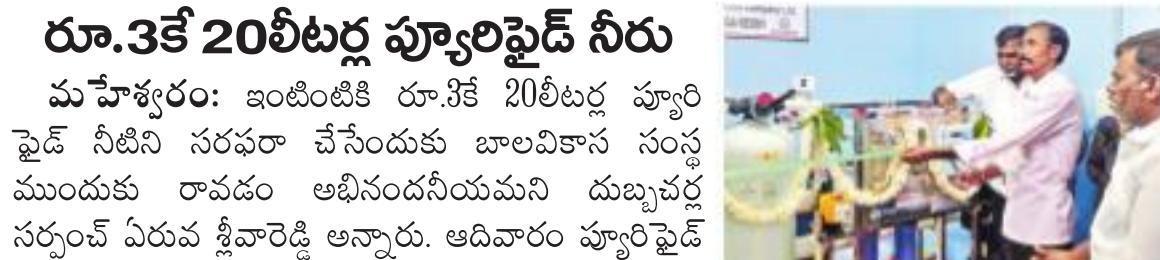 రూ.3కే 20లీటర్ల ప్యూరిఫైడ్ నీరు
మహేశ్వరం: ఇంటింటికి రూ.3కే 20లీటర్ల ప్యూరి
ఫైడ్ నీటిని సరఫరా చేసేందుకు బాలవికాస సంస్థ
ముందుకు రావడం అభినందనీయమని దుబ్బచర్ల
సర్పంచ్ ఏరువ శ్రీవారెడ్డి అన్నారు. ఆదివారం ప్యూరిఫైడ్